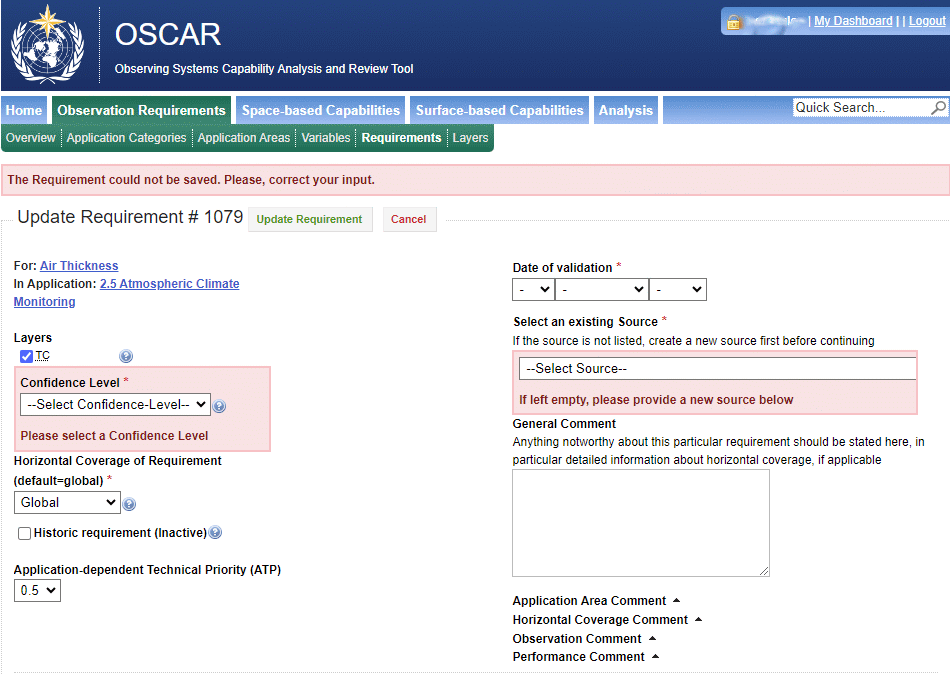 OSCAR
Observing Systems Capability Analysis and Review Tool
| My Dashboard | | Logout
Home Observation Requirements Space-based Capabilities Surface-based Capabilities Analysis Quick Search...
Overview Application Categories Application Areas Variables Requirements Layers
The Requirement could not be saved. Please, correct your input.
Update Requirement # 1079 Update Requirement Cancel
For: Air Thickness
In Application: 2.5 Atmospheric Climate
Monitoring
Layers
TC
Confidence Level *
--Select Confidence-Level--
Please select a Confidence Level
Horizontal Coverage of Requirement
(default=global) *
Global
Historic requirement (Inactive)
Application-dependent Technical Priority (ATP)
0.5
Date of validation *
- - -
Select an existing Source *
If the source is not listed, create a new source first before continuing
--Select Source--
If left empty, please provide a new source below
General Comment
Anything notworthy about this particular requirement should be stated here, in
particular detailed information about horizontal coverage, if applicable
Application Area Comment
Horizontal Coverage Comment
Observation Comment
Performance Comment